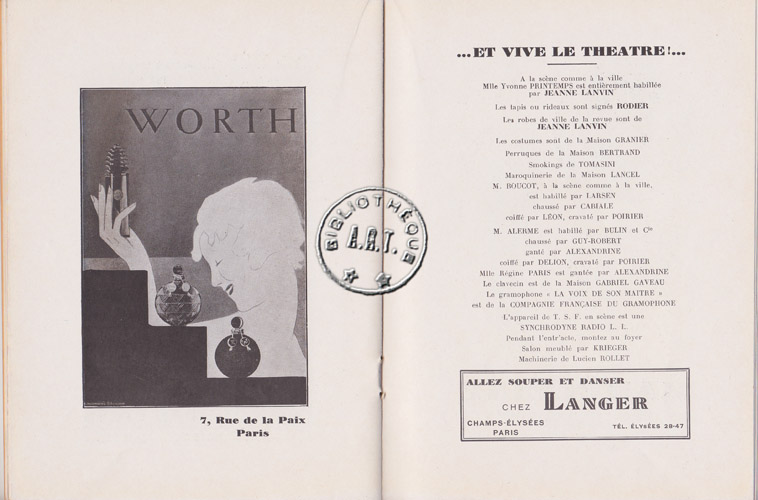 WORTH
7, Rue de la Paix
Paris
BIBLIOTHÈQUE
A.R.T.
...ET VIVE LE THEATRE!...
A la scène comme à la ville
Mlle Yvonne PRINTEMPS est entièrement habillée
par JEANNE LANVIN
Les tapis ou rideaux sont signés RODIER
Les robes de ville de la revue sont de
JEANNE LANVIN
Les costumes sont de la Maison GRANIER
Perruques de la Maison BERTRAND
Smokings de TOMASINI
Maroquinerie de la Maison LANCEL
M. BOUCOT, à la scène comme à la ville,
est habillé par LARSEN
chaussé par CABIALE
coiffé par LÉON, cravaté par POIRIER
M. ALERME est habillé par BULIN et Cie
chaussé par GUY-ROBERT
ganté par ALEXANDRINE
coiffé par DELION, cravaté par POIRIER
Mlle Régine PARIS est gantée par ALEXANDRINE
Le clavecin est de la Maison GABRIEL GAVEAU
Le gramophone « LA VOIX DE SON MAITRE »
est de la COMPAGNIE FRANÇAISE DU GRAMOPHONE
L'appareil de T. S. F. en scène est une
SYNCHRODYNE RADIO L. L.
Pendant l'entr'acte, montez au foyer
Salon meublé par KRIEGER
Machinerie de Lucien ROLLET
ALLEZ SOUPER ET DANSER
CHEZ LANGER
CHAMPS-ÉLYSÉES
PARIS
TÉL. ÉLYSÉES 29-47